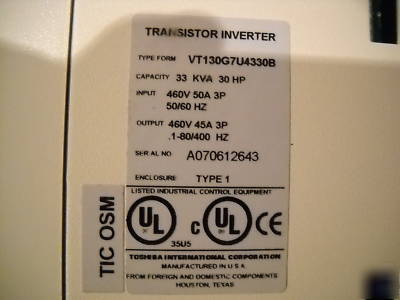 TRANSISTOR INVERTER
TYPE FORM VT130G7U4330B
CAPACITY 33 KVA 30 HP
INPUT 460V 50A 3P
50/60 HZ
OUTPUT 460V 45A 3P
.1-80/400 HZ
SERIAL NO A070612643
ENCLOSURE TYPE 1
LISTED INDUSTRIAL CONTROL EQUIPMENT
UL c UL CE
35U5
TOSHIBA INTERNATIONAL CORPORATION
MANUFACTURED IN U.S.A
FROM FOREIGN AND DOMESTIC COMPONENTS
HOUSTON, TEXAS
TIC OSM